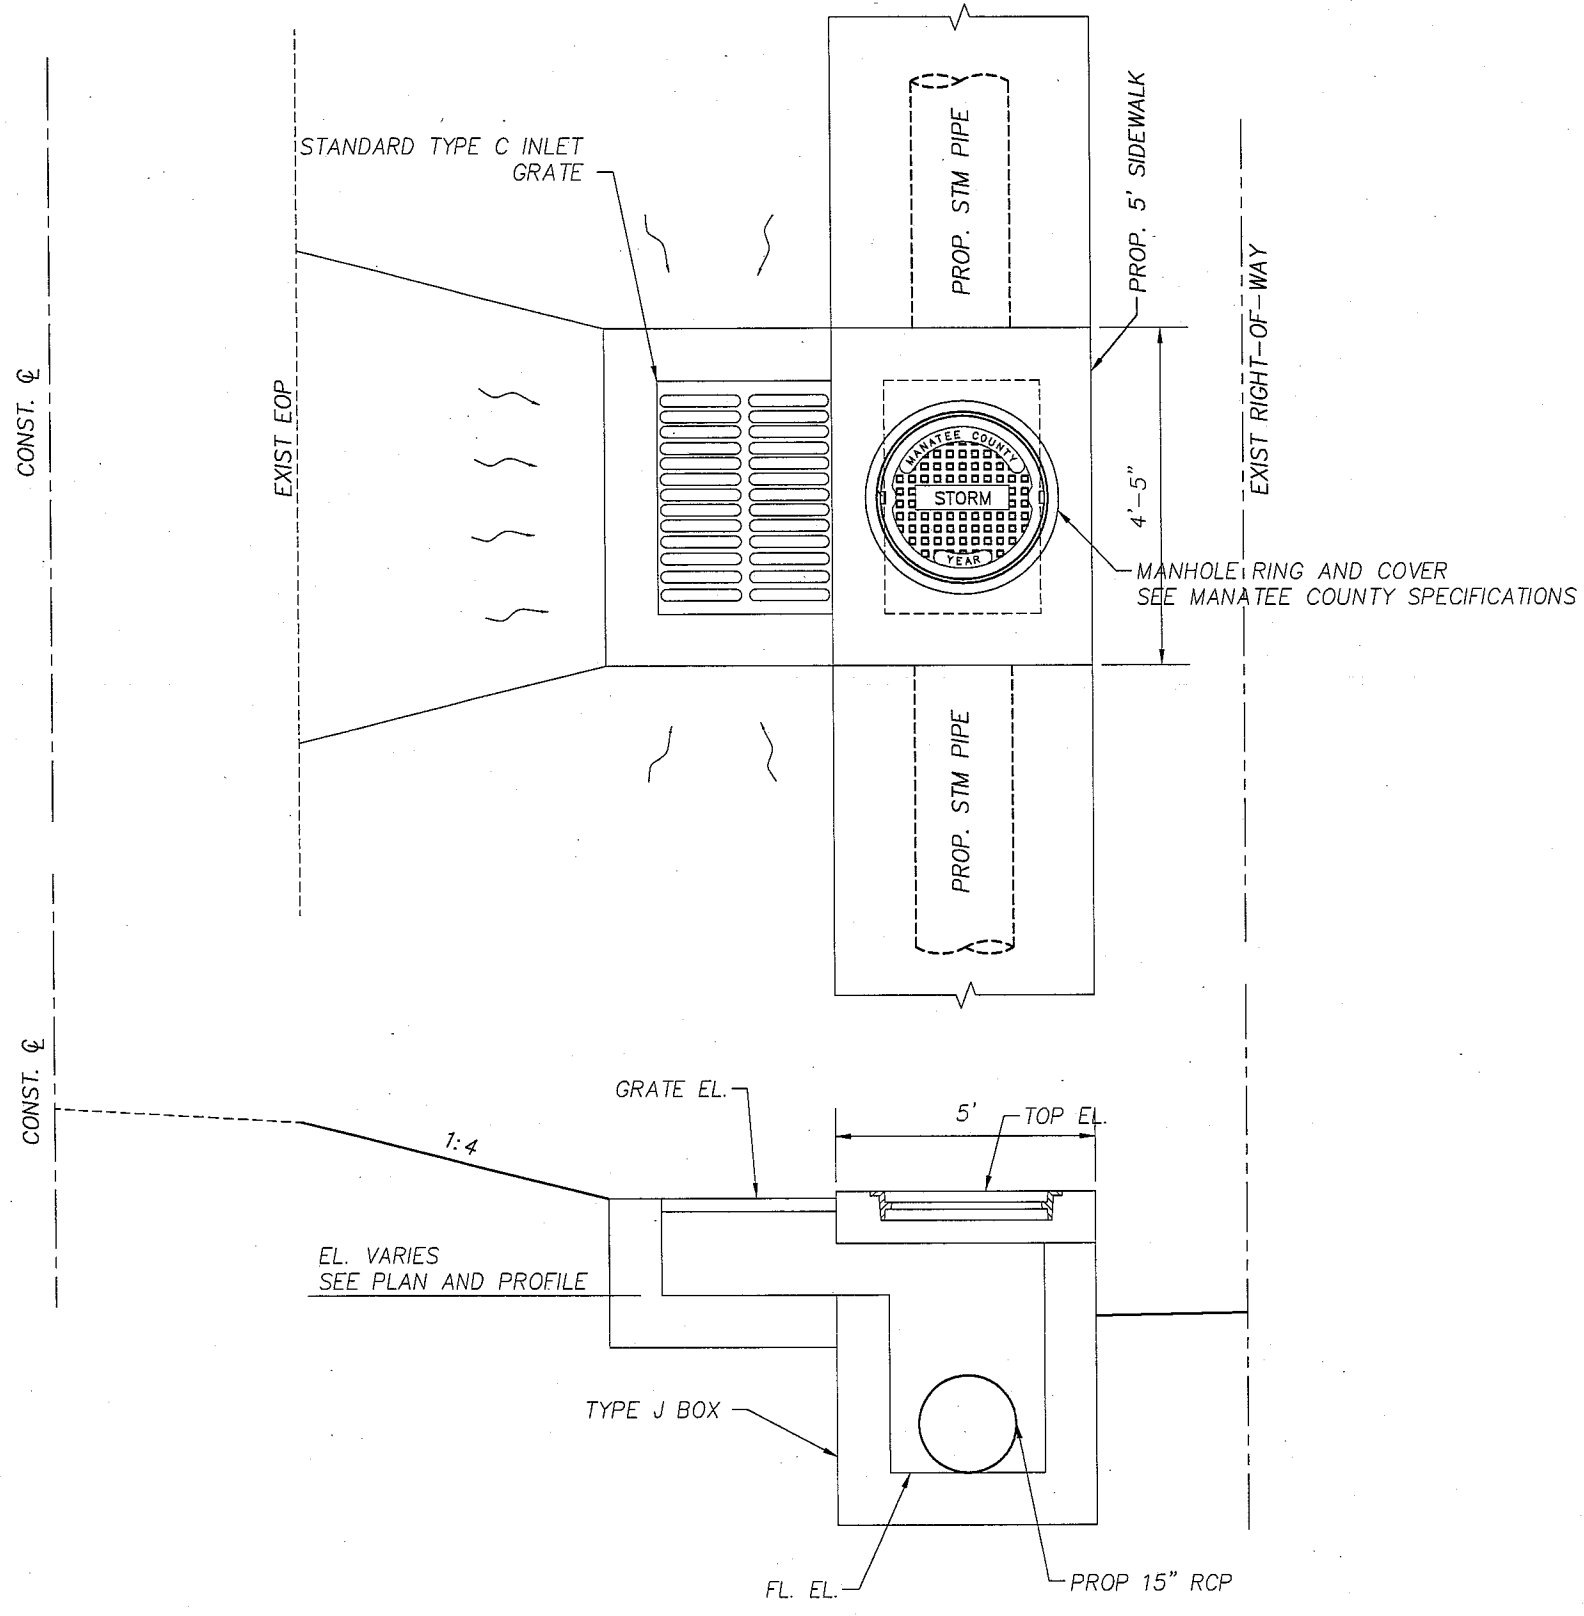 STANDARD TYPE C INLET
GRATE
PROP. STM PIPE
PROP. 5' SIDEWALK
EXIST RIGHT-OF-WAY
CONST. ℄
EXIST EOP
MANATEE COUNTY
STORM
YEAR
4'-5"
MANHOLE RING AND COVER
SEE MANATEE COUNTY SPECIFICATIONS
PROP. STM PIPE
CONST. ℄
GRATE EL.
5'
TOP EL.
1:4
EL. VARIES
SEE PLAN AND PROFILE
TYPE J BOX
FL. EL.
PROP 15" RCP